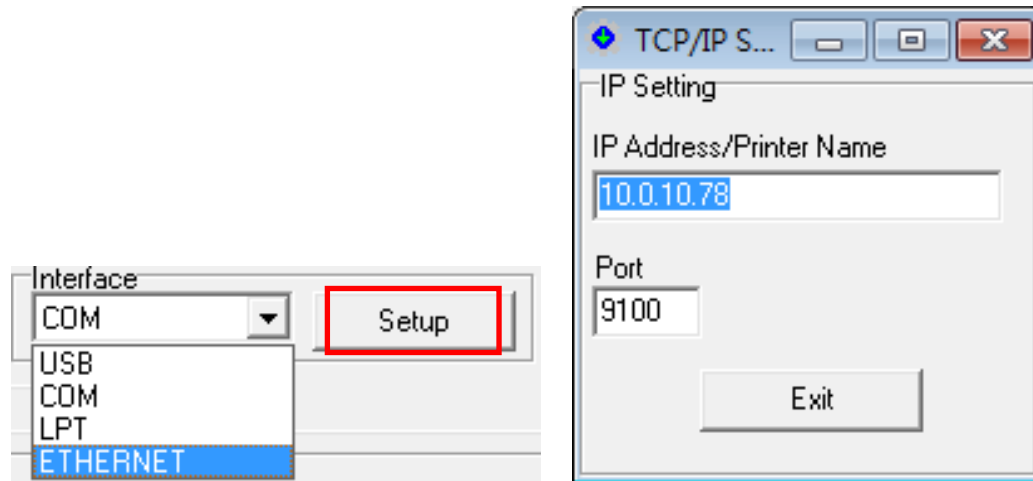 Interface
COM
Setup
USB
COM
LPT
ETHERNET
TCP/IP S...
IP Setting
IP Address/Printer Name
10.0.10.78
Port
9100
Exit